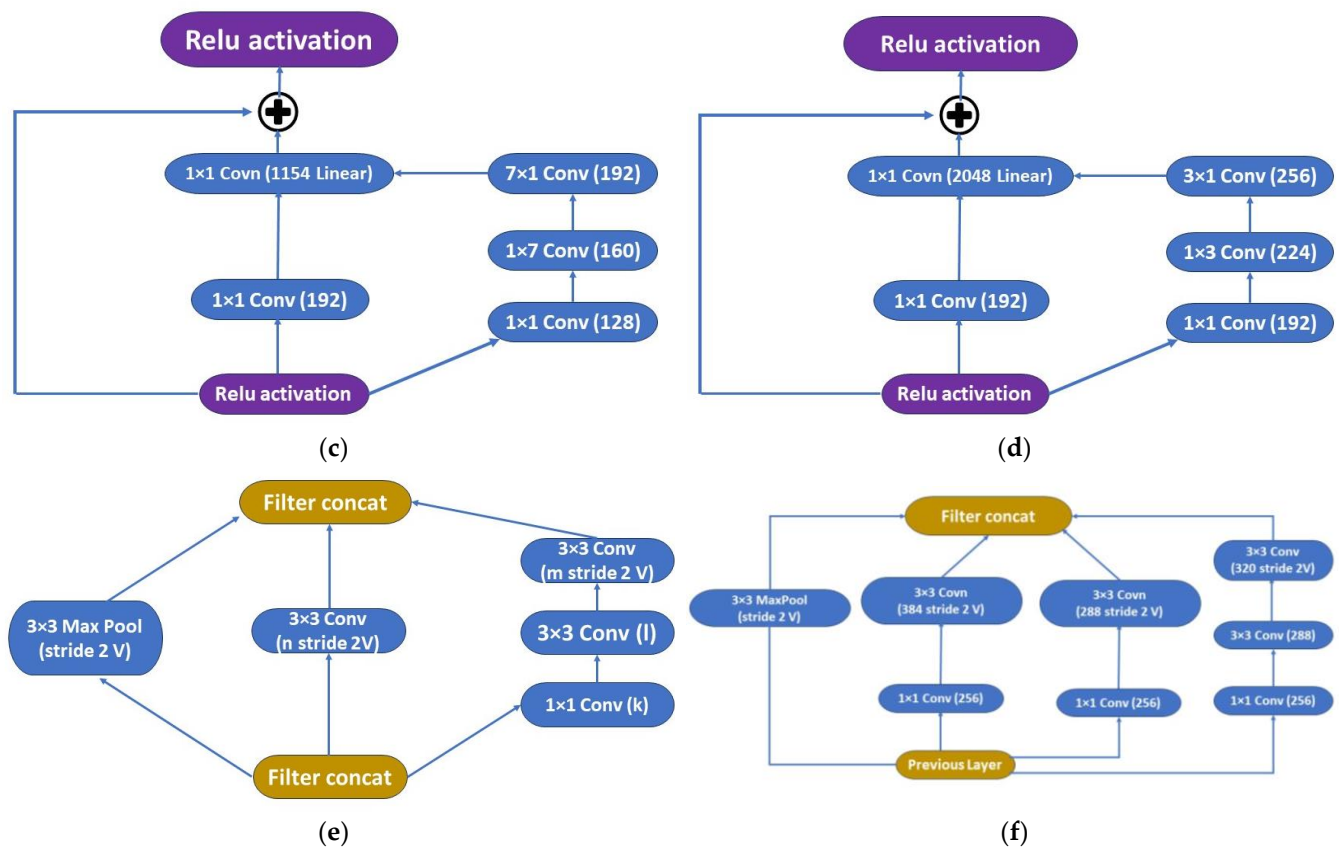 Relu activation
1×1 Covn (1154 Linear)
7×1 Conv (192)
1×7 Conv (160)
1×1 Conv (192)
1×1 Conv (128)
Relu activation
(c)
Relu activation
1×1 Covn (2048 Linear)
3×1 Conv (256)
1×3 Conv (224)
1×1 Conv (192)
1×1 Conv (192)
Relu activation
(d)
Filter concat
3×3 Conv
(m stride 2 V)
3×3 Max Pool
(stride 2 V)
3×3 Conv
(n stride 2V)
3×3 Conv (l)
1×1 Conv (k)
Filter concat
(e)
Filter concat
3×3 Conv
(320 stride 2V)
3×3 MaxPool
(stride 2 V)
3×3 Covn
(384 stride 2 V)
3×3 Covn
(288 stride 2 V)
3×3 Conv (288)
1×1 Conv (256)
1×1 Conv (256)
1×1 Conv (256)
Previous Layer
(f)